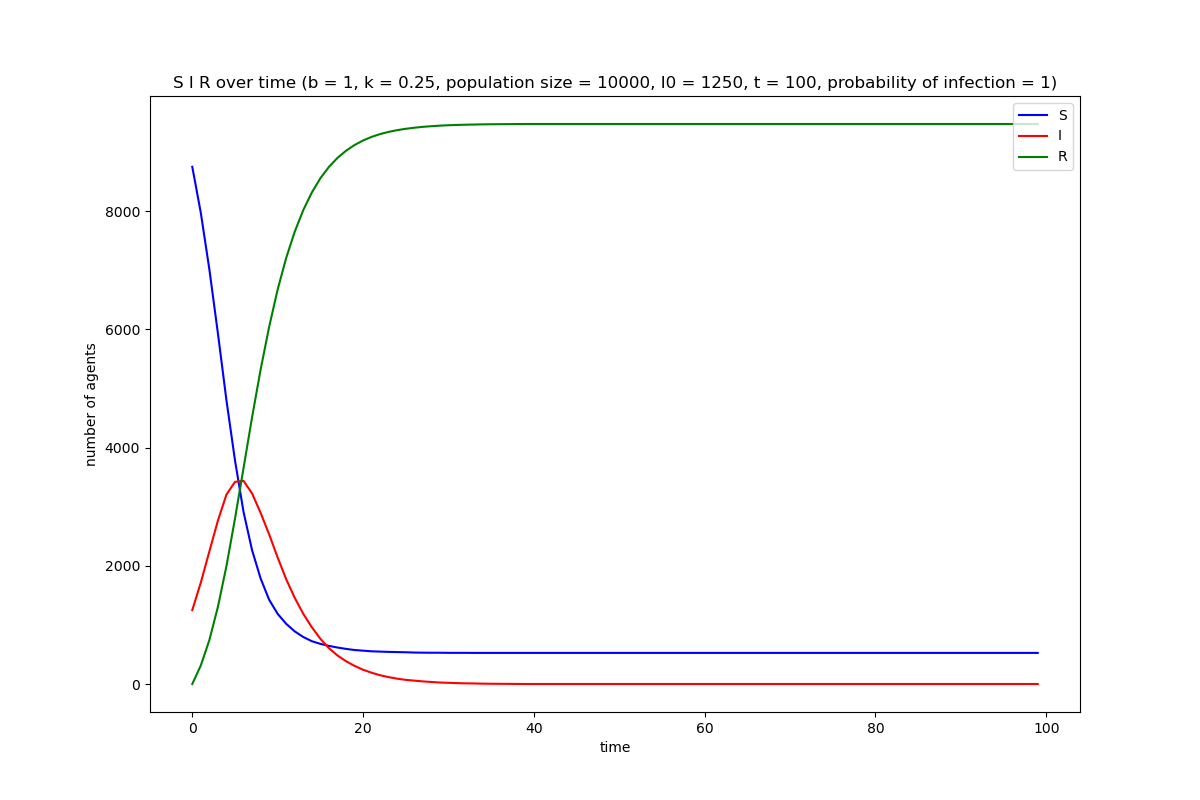 S I R over time (b = 1, k = 0.25, population size = 10000, I0 = 1250, t = 100, probability of infection = 1)
S
I
R
8000
6000
4000
2000
0
number of agents
0 20 40 60 80 100
time